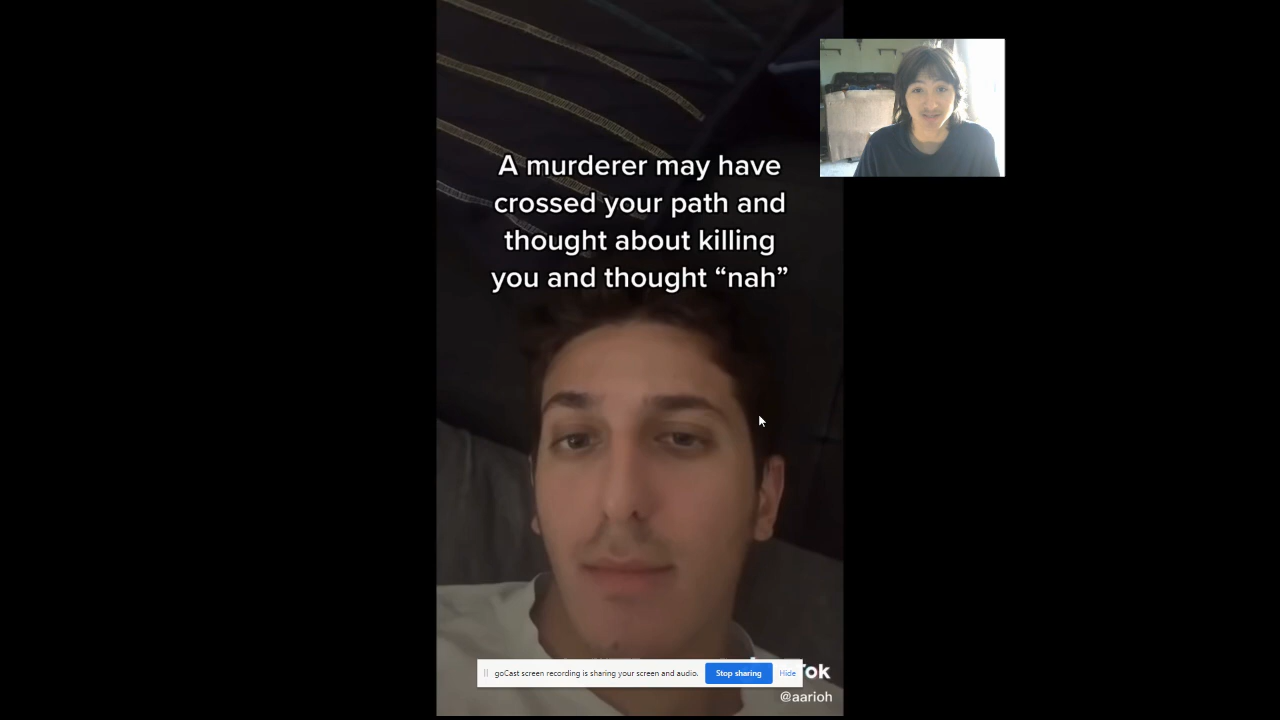 A murderer may have
crossed your path and
thought about killing
you and thought “nah”
goCast screen recording is sharing your screen and audio.
Stop sharing
Hide
@aarioh